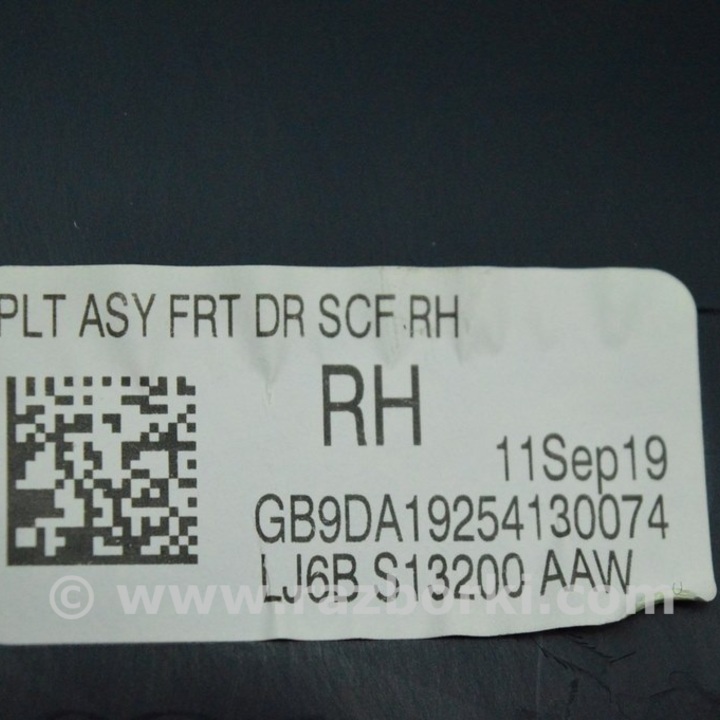 PLT ASY FRT DR SCF RH
RH
11Sep19
GB9DA19254130074
LJ6B S13200 AAW
© www.razborki.com